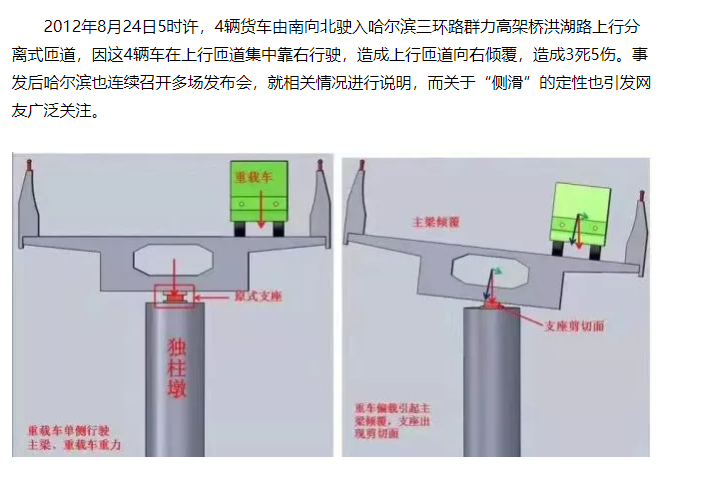 2012年8月24日5时许，4辆货车由南向北驶入哈尔滨三环路群力高架桥洪湖路上行分
离式匝道，因这4辆车在上行匝道集中靠右行驶，造成上行匝道向右倾覆，造成3死5伤。事
发后哈尔滨也连续召开多场发布会，就相关情况进行说明，而关于“侧滑”的定性也引发网
友广泛关注。
重载车
原式支座
独柱墩
重载车单侧行驶
主梁、重载车重力
主梁倾覆
支座剪切面
重车偏载引起主
梁倾覆，支座出
现剪切面